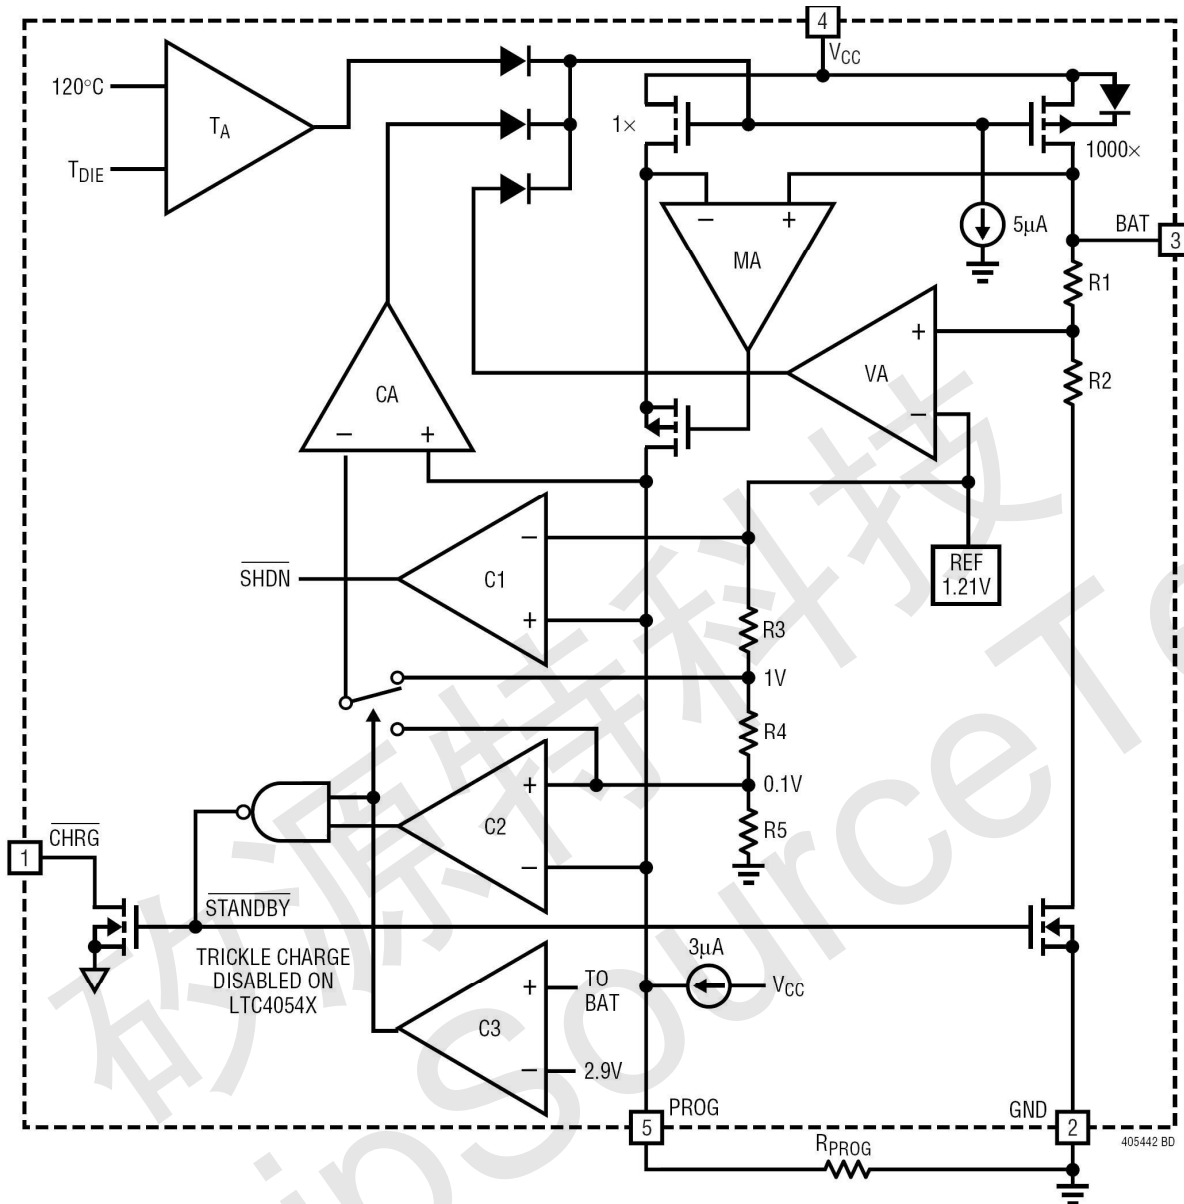 4
VCC
120°C
TA
TDIE
1×
1000×
5µA
BAT
3
– +
MA
R1
+
VA
–
R2
CA
– +
REF
1.21V
–
C1
+
SHDN
R3
1V
R4
0.1V
R5
+
C2
–
CHRG
1
STANDBY
TRICKLE CHARGE
DISABLED ON
LTC4054X
3µA
VCC
+
C3
–
TO
BAT
2.9V
PROG
5
GND
2
RPROG
405442 BD
矽源特科技
ipSourceTe